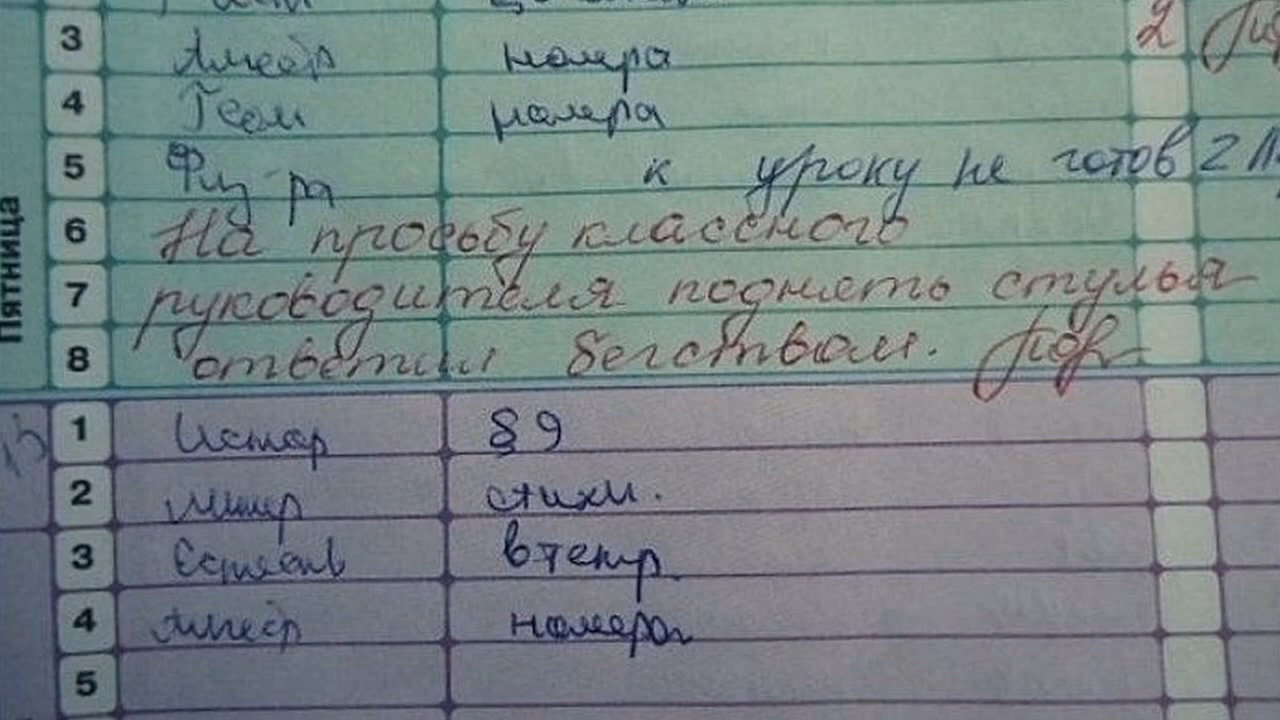 3 Алгебр номера 2
4 Геом номера
5 Физ-ра к уроку не готов 2
Пятница
6 На просьбу классного
7 руководителя поднять стулья
8 ответил бегством.
1 Истор § 9
2 Литер стихи.
3 Естеств в тетр.
4 Алгебр номера
5